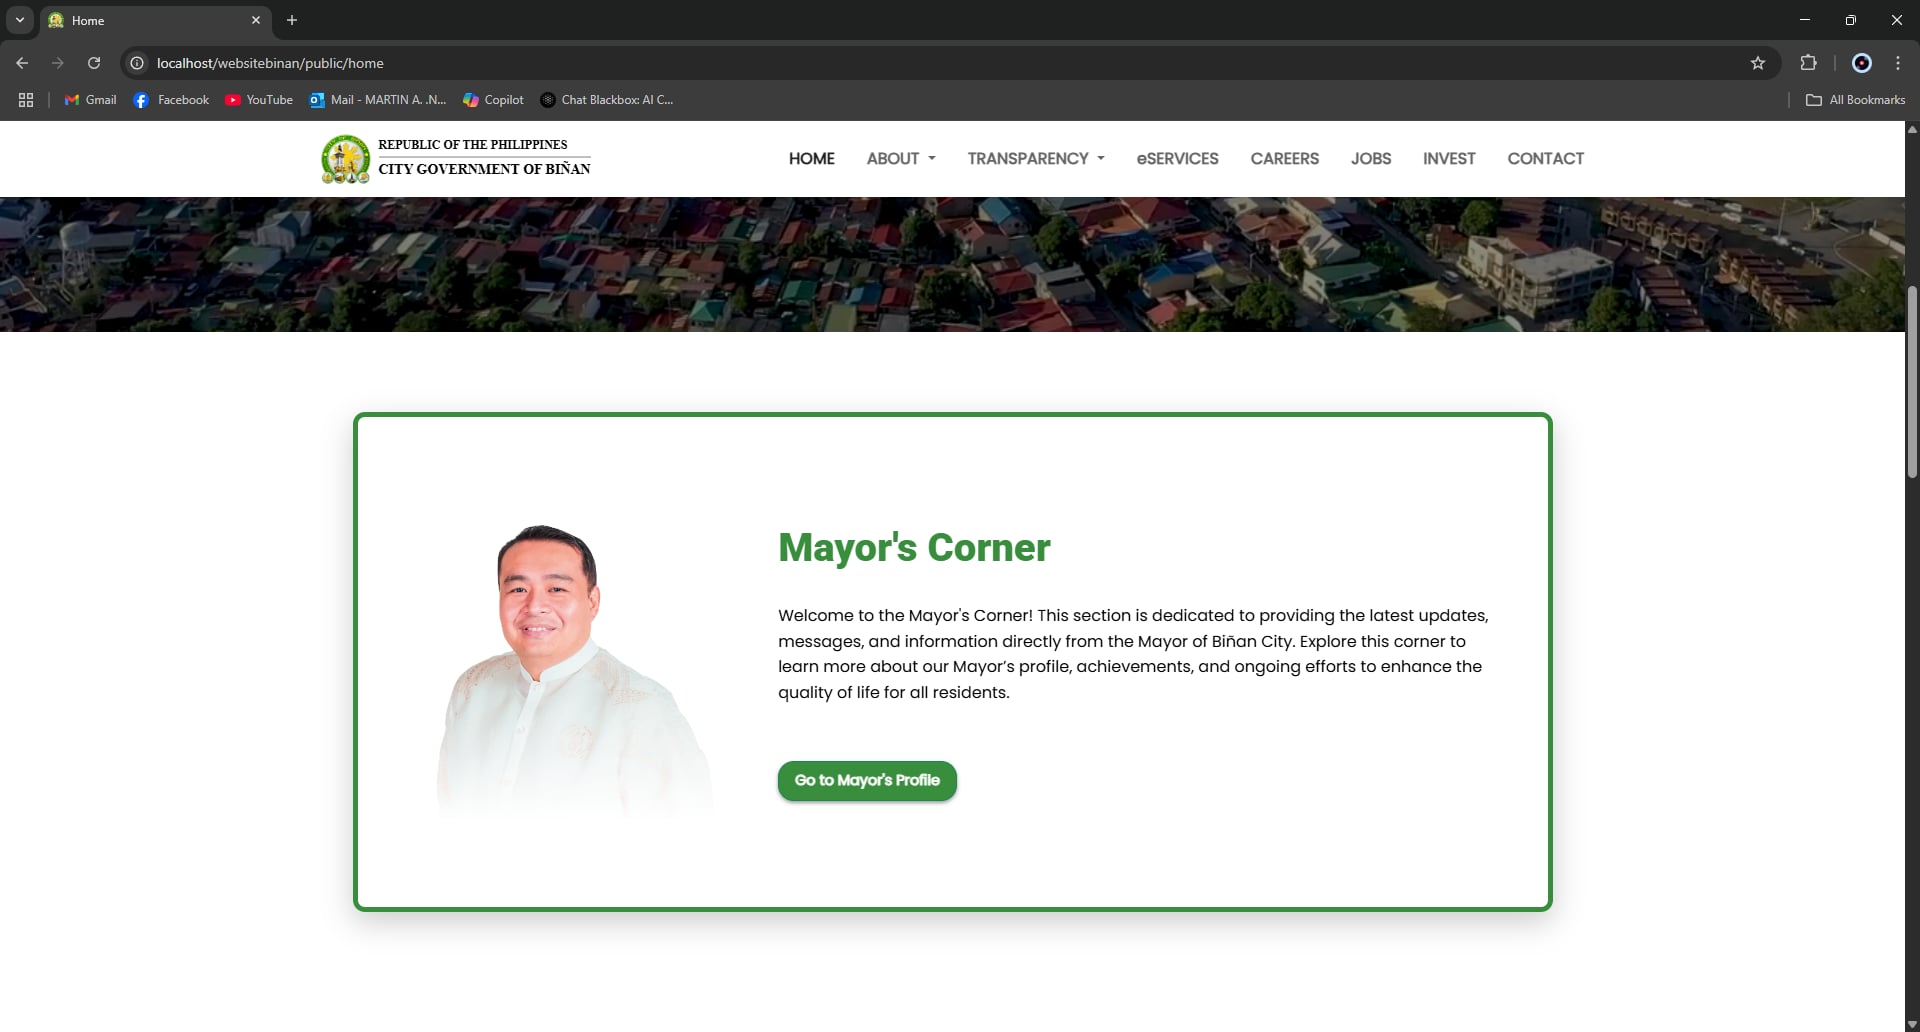 Home
localhost/websitebinan/public/home
Gmail
Facebook
YouTube
Mail - MARTIN A. .N...
Copilot
Chat Blackbox: AI C...
All Bookmarks
REPUBLIC OF THE PHILIPPINES
CITY GOVERNMENT OF BIÑAN
HOME
ABOUT
TRANSPARENCY
eSERVICES
CAREERS
JOBS
INVEST
CONTACT
Mayor's Corner
Welcome to the Mayor's Corner! This section is dedicated to providing the latest updates,
messages, and information directly from the Mayor of Biñan City. Explore this corner to
learn more about our Mayor’s profile, achievements, and ongoing efforts to enhance the
quality of life for all residents.
Go to Mayor's Profile